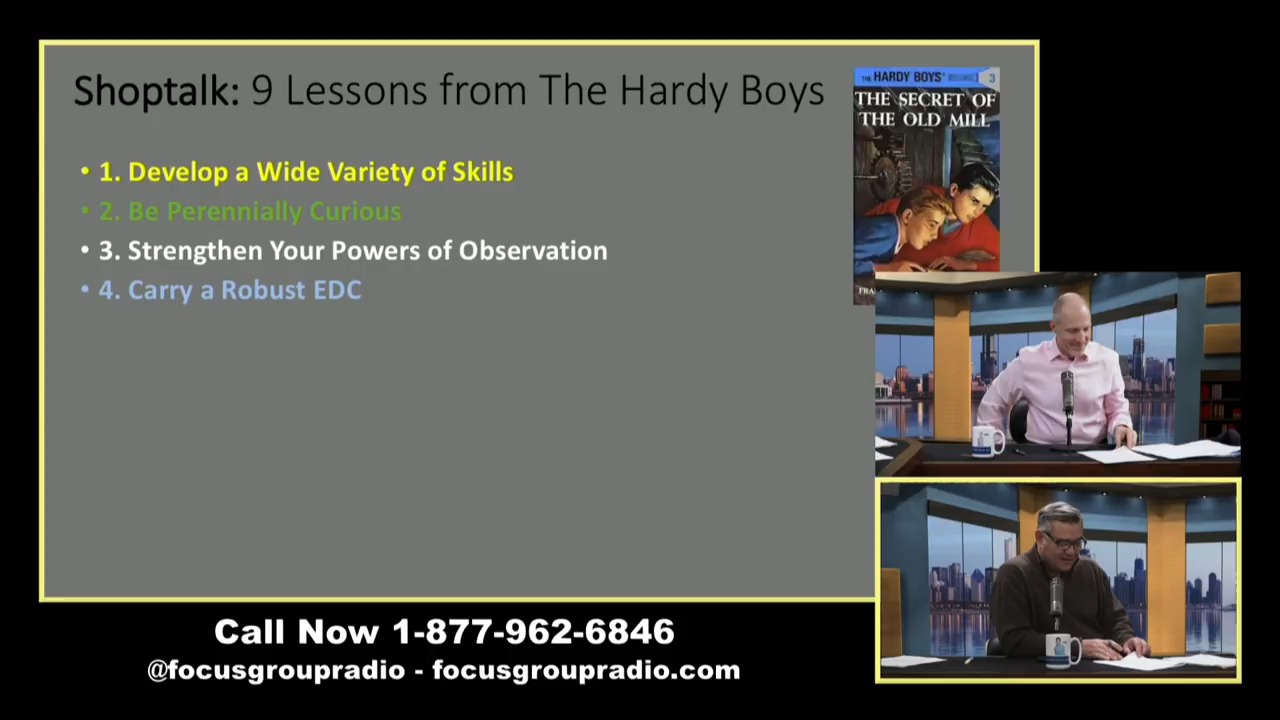 Shoptalk: 9 Lessons from The Hardy Boys
• 1. Develop a Wide Variety of Skills
• 2. Be Perennially Curious
• 3. Strengthen Your Powers of Observation
• 4. Carry a Robust EDC
THE HARDY BOYS 3
THE SECRET OF
THE OLD MILL
FRA
Call Now 1-877-962-6846
@focusgroupradio - focusgroupradio.com